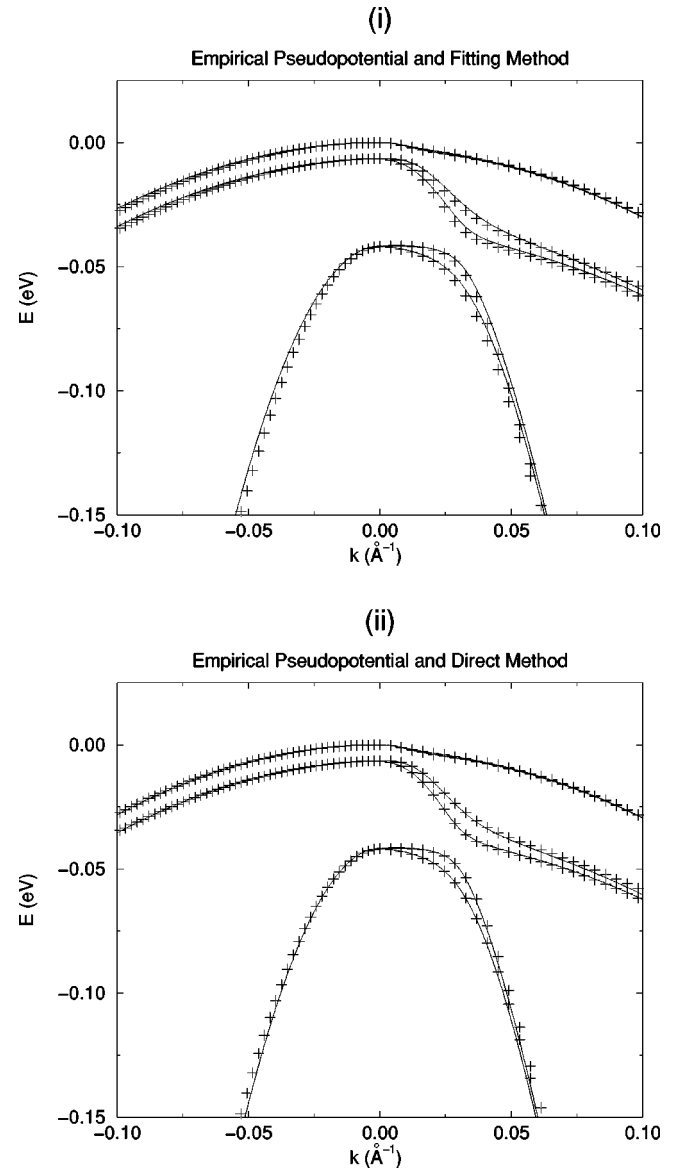 (i)
Empirical Pseudopotential and Fitting Method
0.00
−0.05
−0.10
−0.15
E (eV)
−0.10 −0.05 0.00 0.05 0.10
k (Å⁻¹)
(ii)
Empirical Pseudopotential and Direct Method
0.00
−0.05
−0.10
−0.15
E (eV)
−0.10 −0.05 0.00 0.05 0.10
k (Å⁻¹)